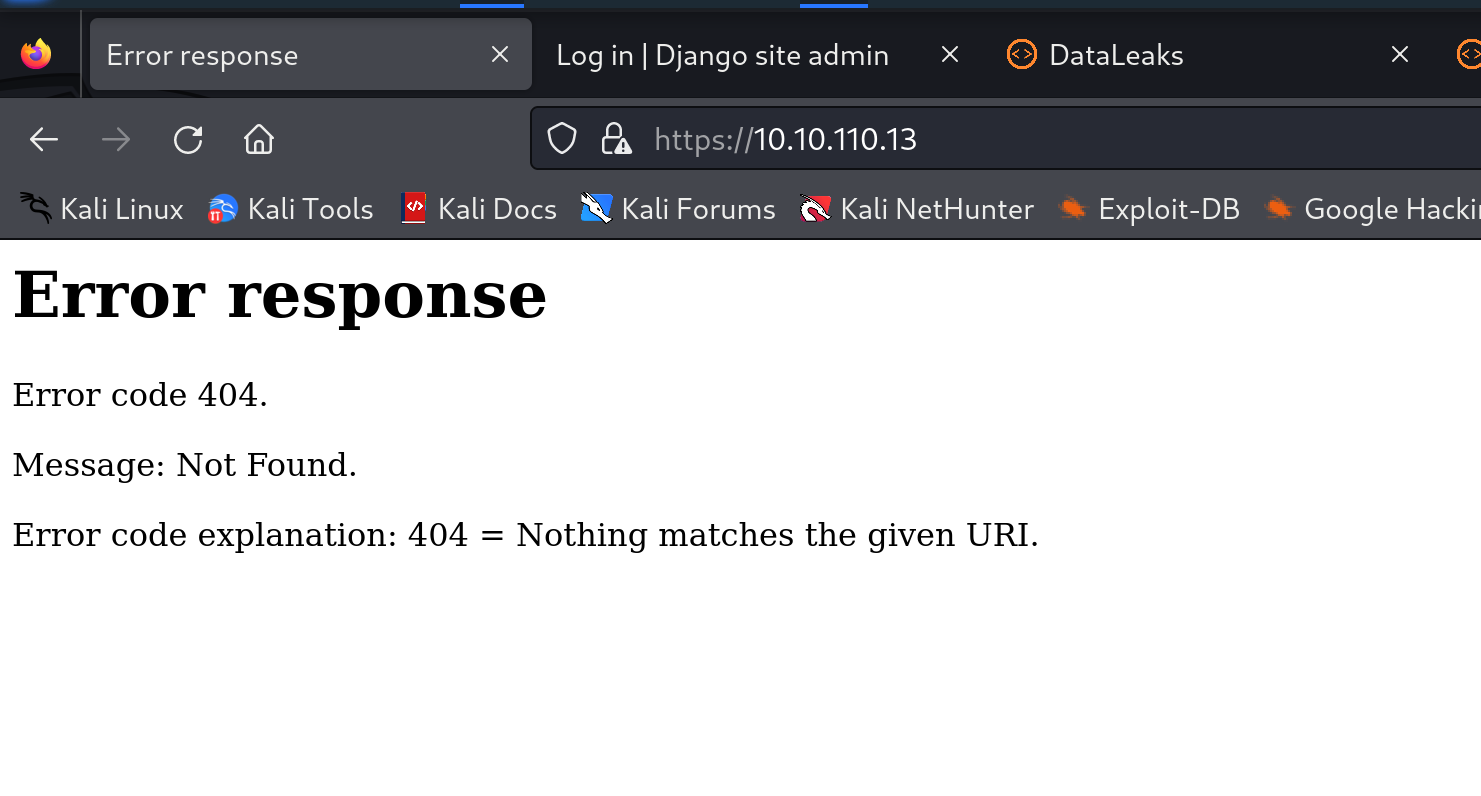 Error response
Log in | Django site admin
DataLeaks
https://10.10.110.13
Kali Linux
Kali Tools
Kali Docs
Kali Forums
Kali NetHunter
Exploit-DB
Google Hacki
Error response
Error code 404.
Message: Not Found.
Error code explanation: 404 = Nothing matches the given URI.